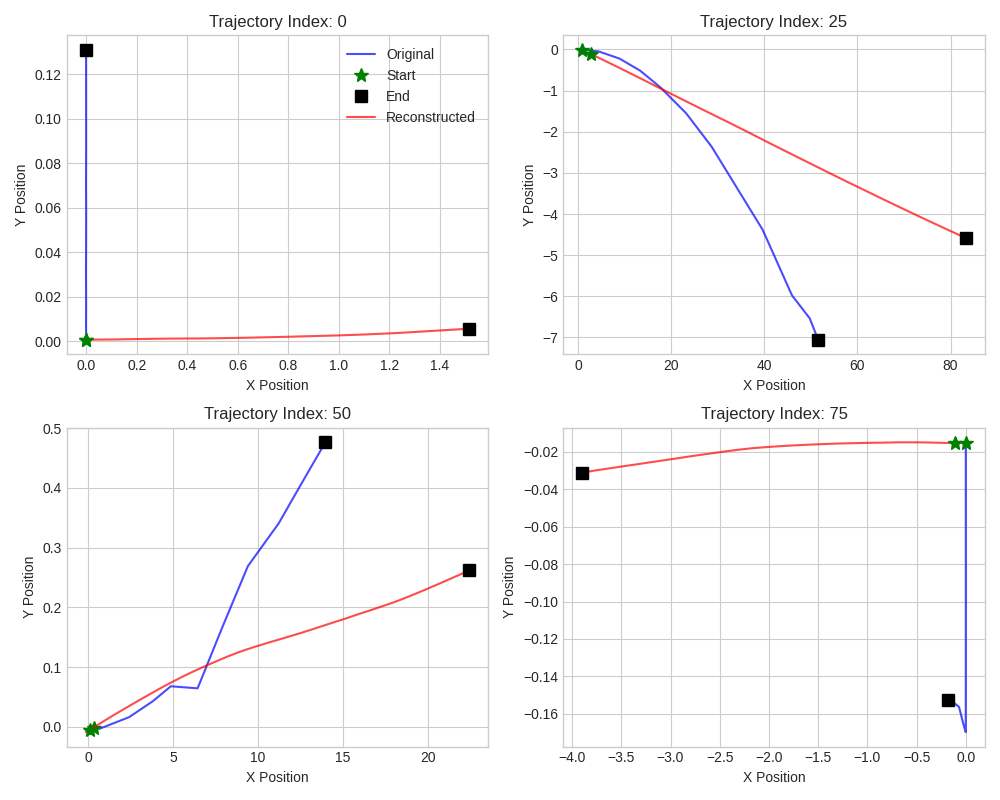 Trajectory Index: 0
Original
Start
End
Reconstructed
0.12
0.10
0.08
0.06
0.04
0.02
0.00
Y Position
0.0 0.2 0.4 0.6 0.8 1.0 1.2 1.4
X Position
Trajectory Index: 25
0
−1
−2
−3
−4
−5
−6
−7
Y Position
0 20 40 60 80
X Position
Trajectory Index: 50
0.5
0.4
0.3
0.2
0.1
0.0
Y Position
0 5 10 15 20
X Position
Trajectory Index: 75
−0.02
−0.04
−0.06
−0.08
−0.10
−0.12
−0.14
−0.16
Y Position
−4.0 −3.5 −3.0 −2.5 −2.0 −1.5 −1.0 −0.5 0.0
X Position